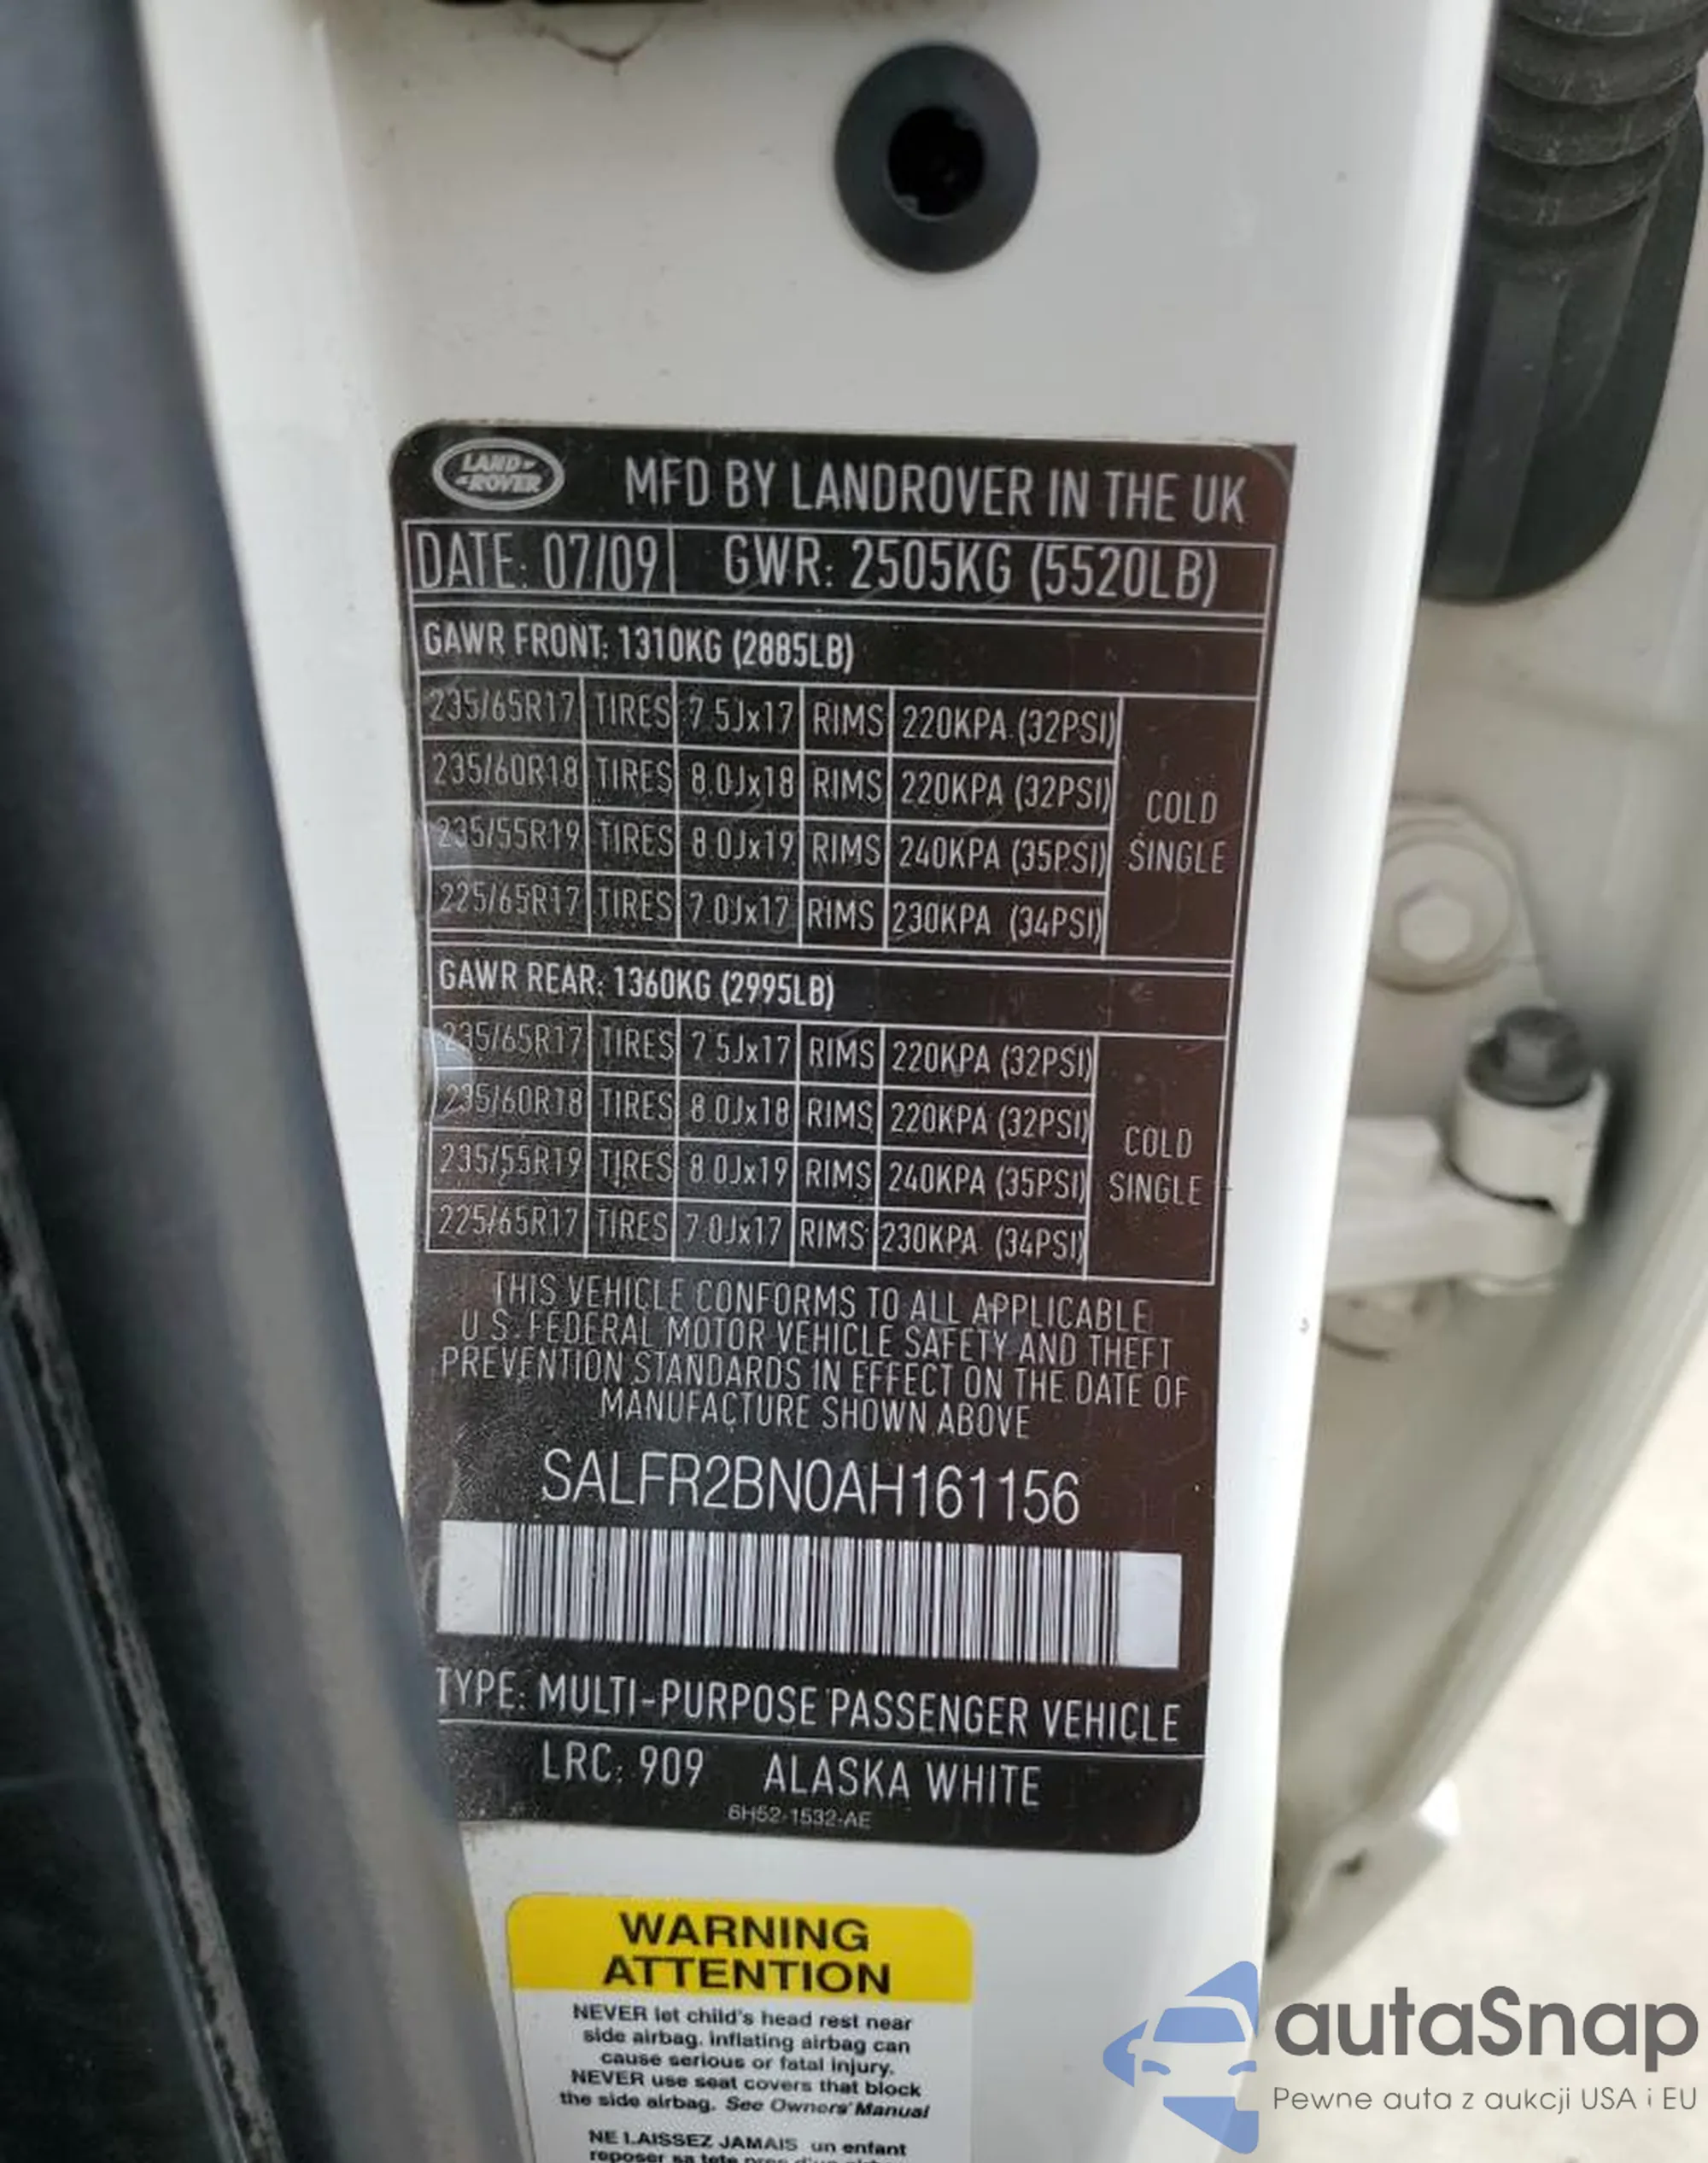 LAND ROVER MFD BY LANDROVER IN THE UK
DATE: 07/09 GWR: 2505KG (5520LB)
GAWR FRONT: 1310KG (2885LB)
235/65R17 TIRES 7.5Jx17 RIMS 220KPA (32PSI)
235/60R18 TIRES 8.0Jx18 RIMS 220KPA (32PSI)
235/55R19 TIRES 8.0Jx19 RIMS 240KPA (35PSI)
225/65R17 TIRES 7.0Jx17 RIMS 230KPA (34PSI)
COLD
SINGLE
GAWR REAR: 1360KG (2995LB)
235/65R17 TIRES 7.5Jx17 RIMS 220KPA (32PSI)
235/60R18 TIRES 8.0Jx18 RIMS 220KPA (32PSI)
235/55R19 TIRES 8.0Jx19 RIMS 240KPA (35PSI)
225/65R17 TIRES 7.0Jx17 RIMS 230KPA (34PSI)
COLD
SINGLE
THIS VEHICLE CONFORMS TO ALL APPLICABLE
U.S. FEDERAL MOTOR VEHICLE SAFETY AND THEFT
PREVENTION STANDARDS IN EFFECT ON THE DATE OF
MANUFACTURE SHOWN ABOVE
SALFR2BN0AH161156
TYPE: MULTI-PURPOSE PASSENGER VEHICLE
LRC: 909 ALASKA WHITE
6H52-1532-AE
WARNING
ATTENTION
NEVER let child's head rest near
side airbag. Inflating airbag can
cause serious or fatal injury.
NEVER use seat covers that block
the side airbag. See Owners' Manual
NE LAISSEZ JAMAIS un enfant
reposer sa tete
autaSnap
Pewne auta z aukcji USA i EU